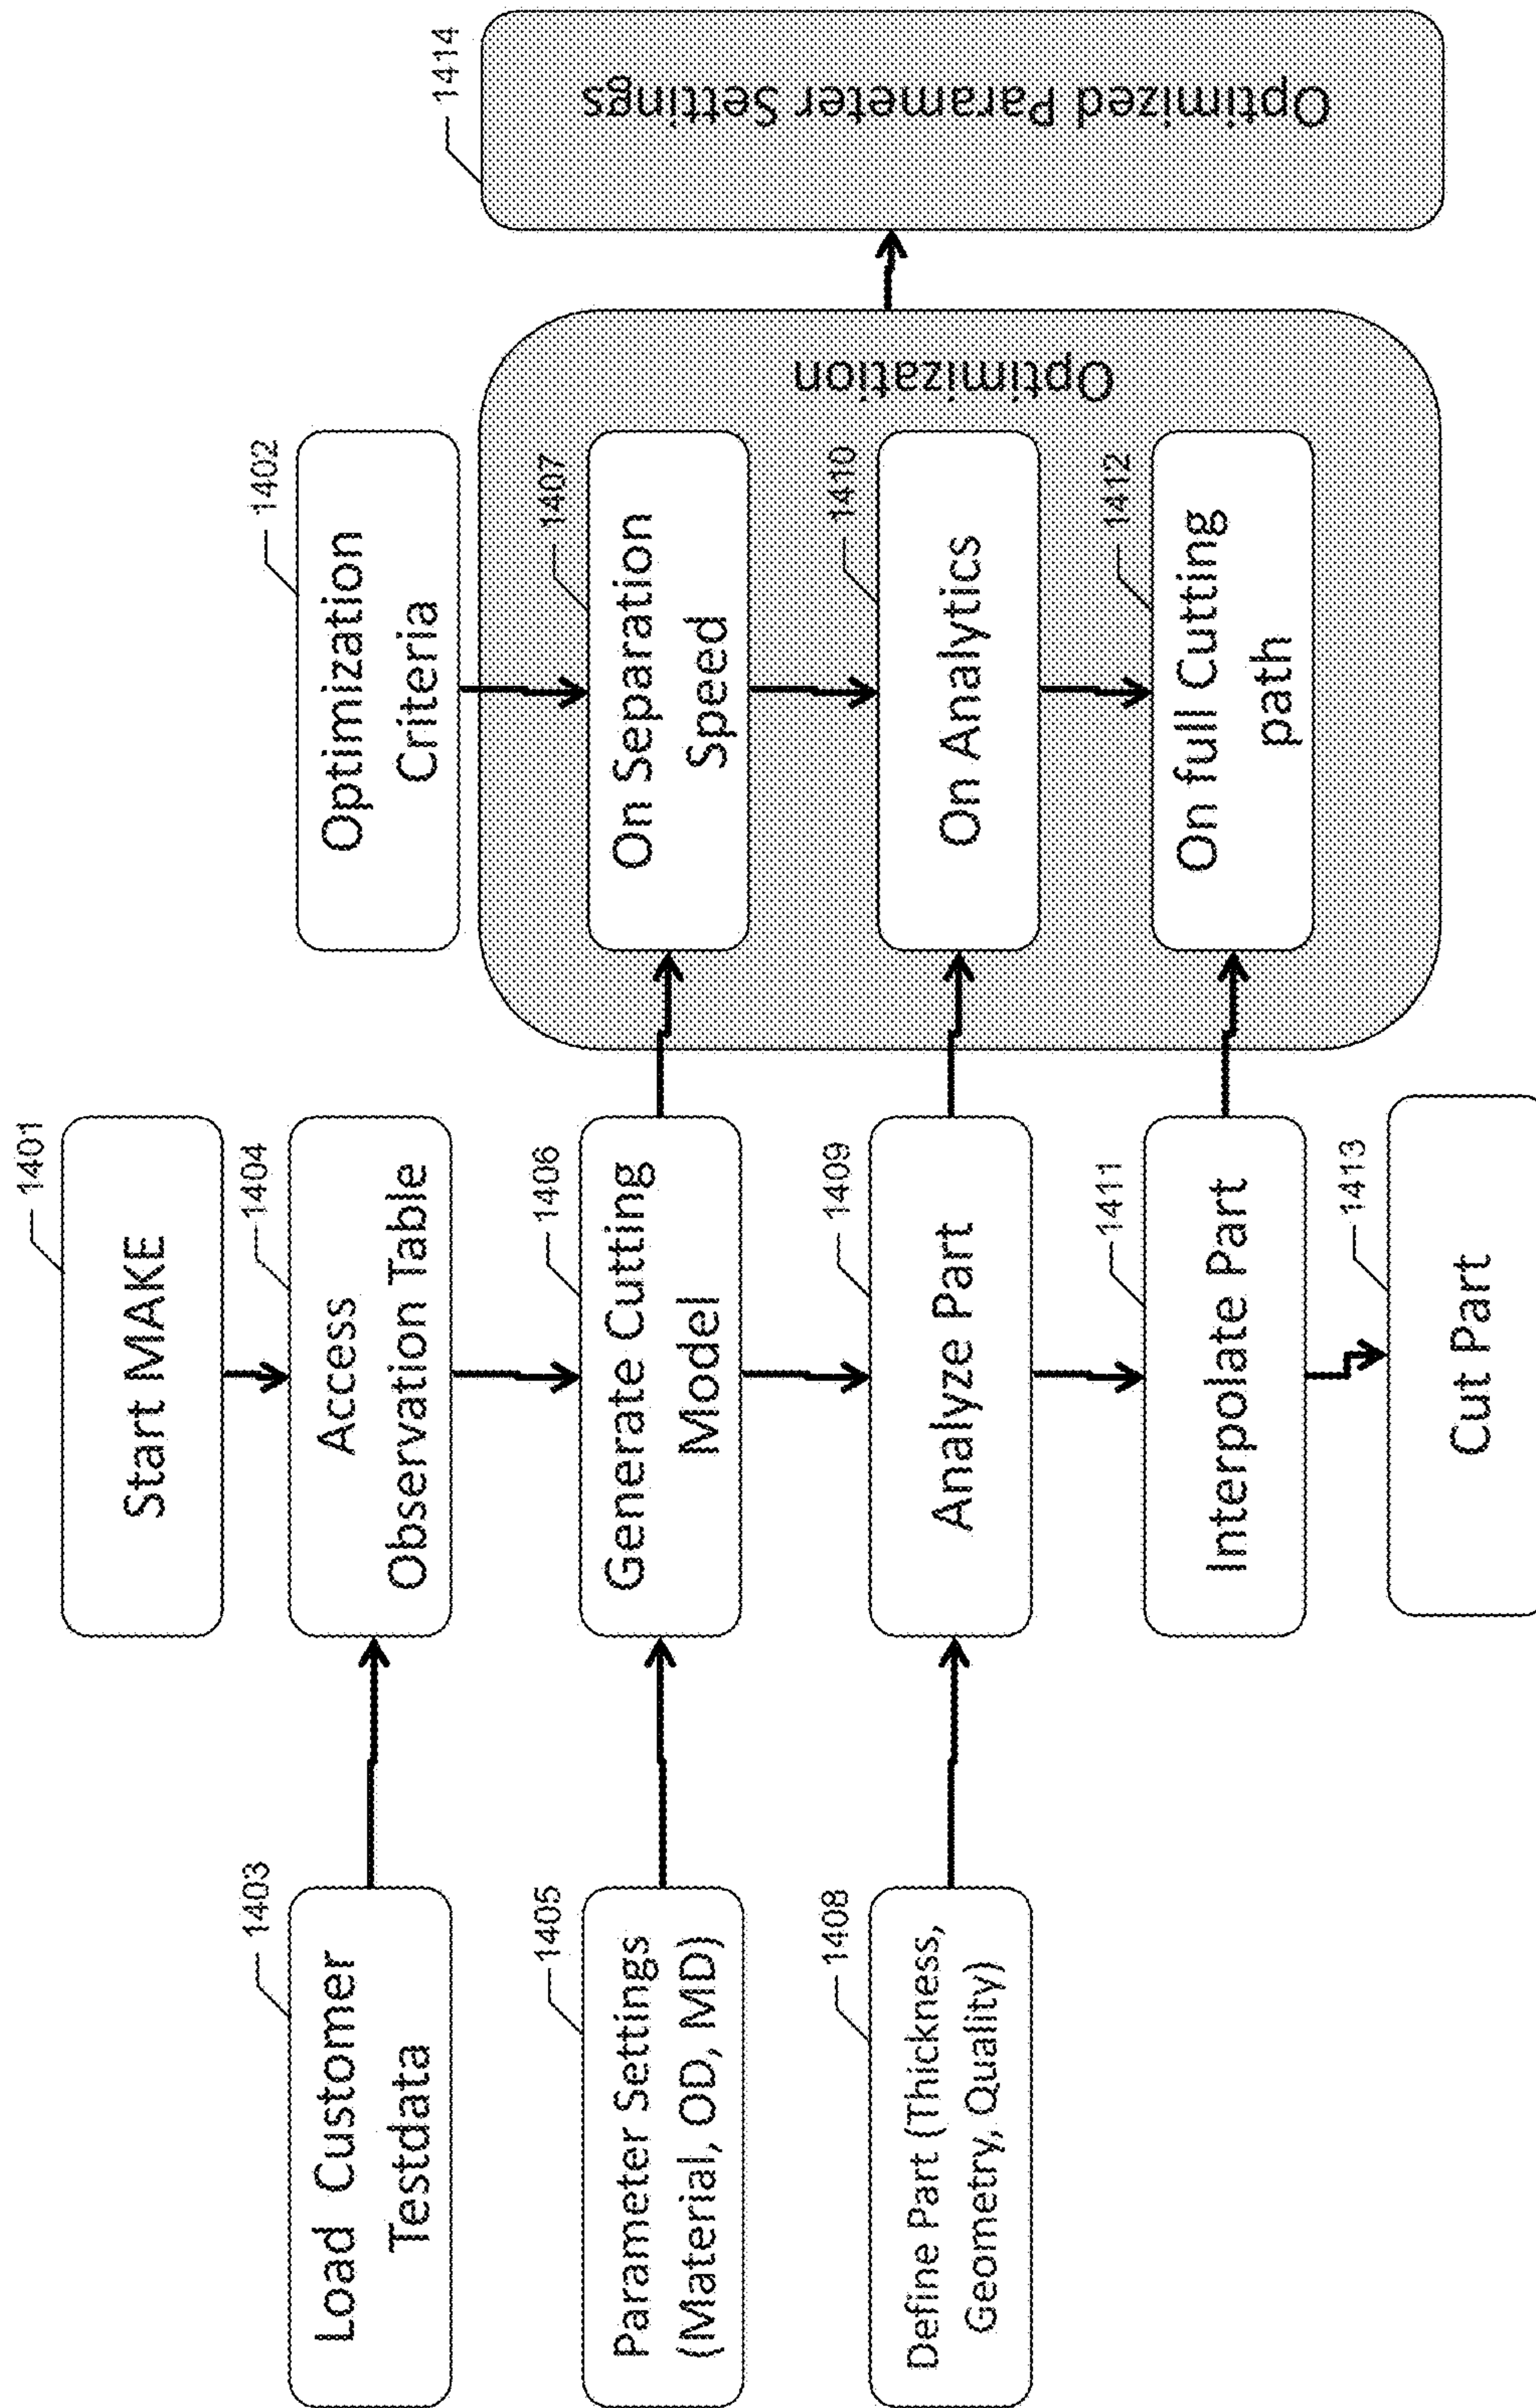 1401
Start MAKE
1403
Load Customer
Testdata
1404
Access
Observation Table
1402
Optimization
Criteria
1405
Parameter Settings
(Material, OD, MD)
1406
Generate Cutting
Model
1407
On Separation
Speed
1408
Define Part (Thickness,
Geometry, Quality)
1409
Analyze Part
1410
On Analytics
1411
Interpolate Part
1412
On full Cutting
path
1413
Cut Part
Optimization
1414
Optimized Parameter Settings